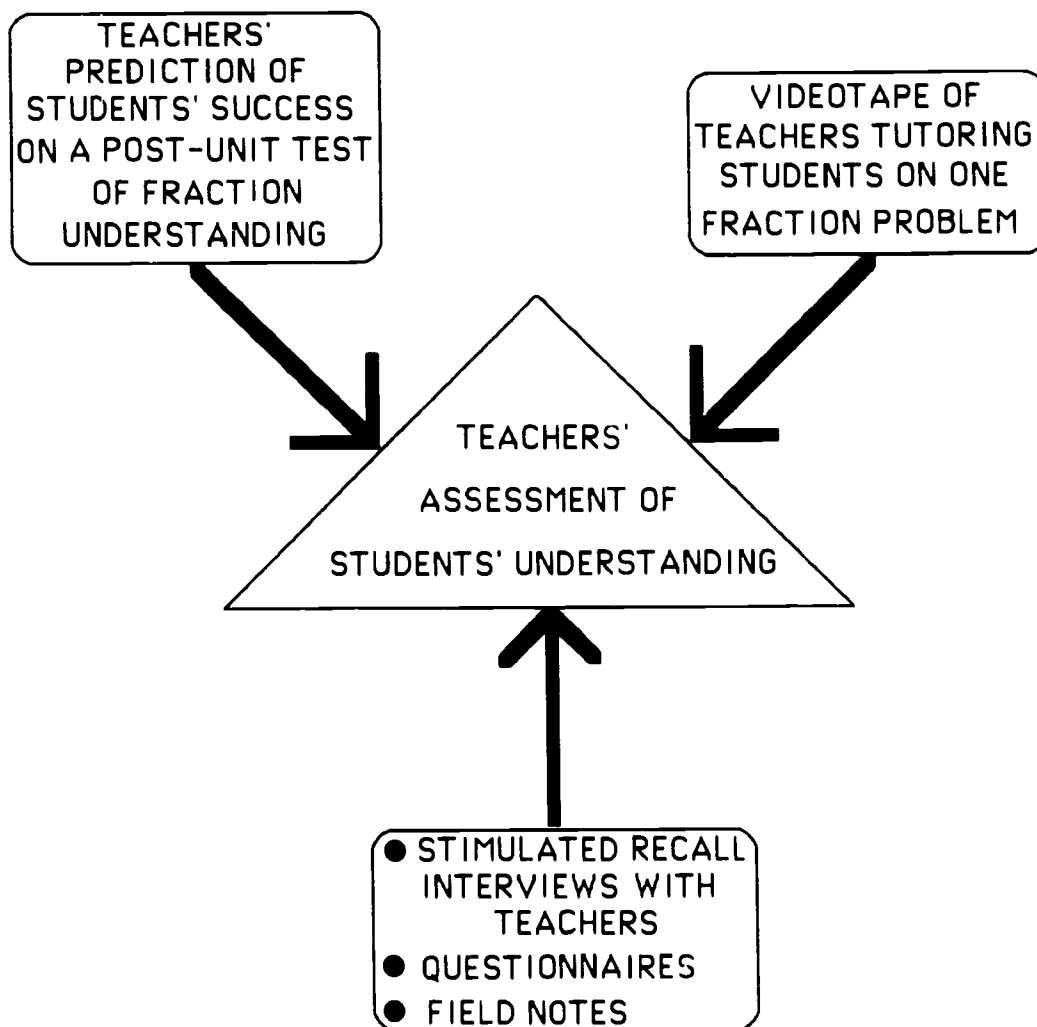 TEACHERS'
PREDICTION OF
STUDENTS' SUCCESS
ON A POST-UNIT TEST
OF FRACTION
UNDERSTANDING
VIDEOTAPE OF
TEACHERS TUTORING
STUDENTS ON ONE
FRACTION PROBLEM
TEACHERS'
ASSESSMENT OF
STUDENTS' UNDERSTANDING
● STIMULATED RECALL
INTERVIEWS WITH
TEACHERS
● QUESTIONNAIRES
● FIELD NOTES